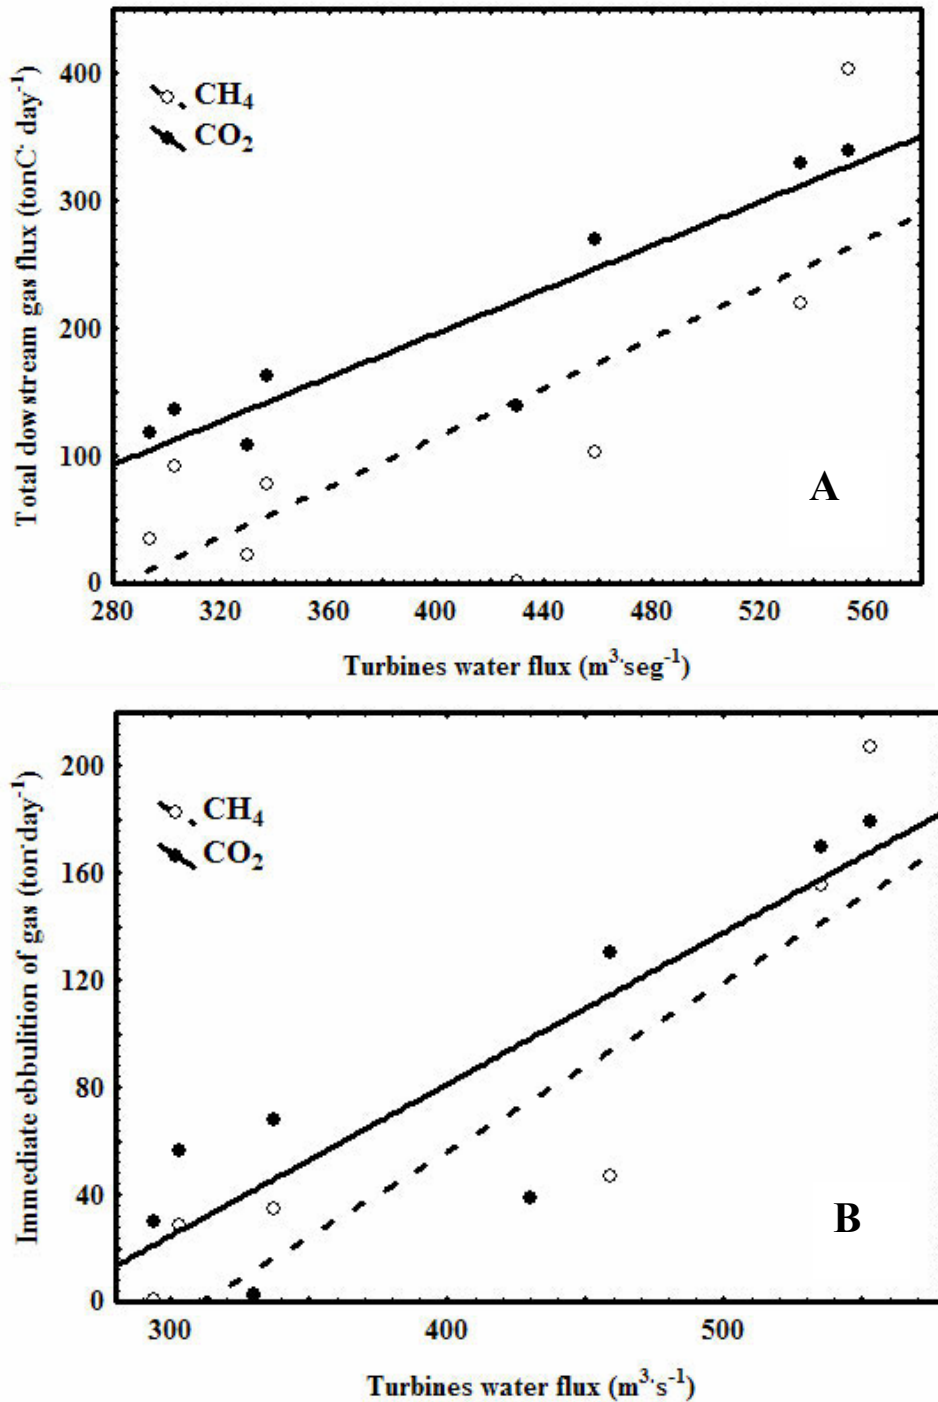 Total dowstream gas flux (tonC· day⁻¹)
400
300
200
100
0
CH₄
CO₂
A
280 320 360 400 440 480 520 560
Turbines water flux (m³·seg⁻¹)
Immediate ebbulition of gas (ton·day⁻¹)
200
160
120
80
40
0
CH₄
CO₂
B
300 400 500
Turbines water flux (m³·s⁻¹)